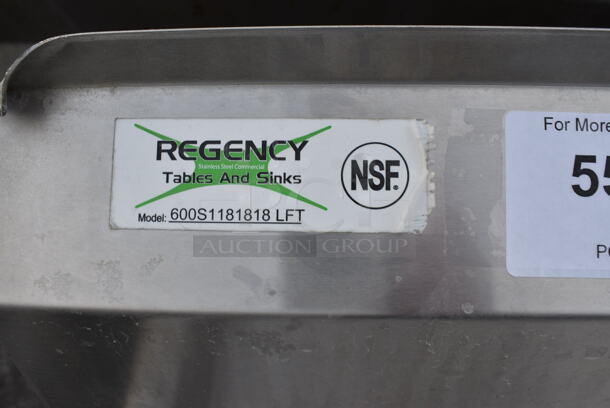 REGENCY
Stainless Steel Commercial
Tables And Sinks
Model: 600S1181818 LFT
NSF®
AUCTION GROUP
For More
55